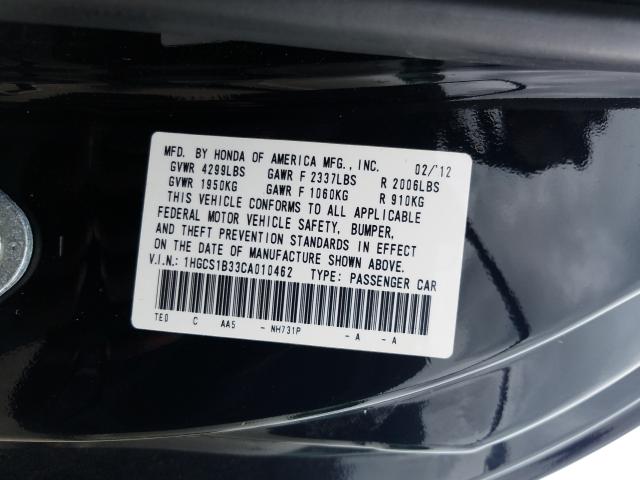 MFD. BY HONDA OF AMERICA MFG., INC. 02/'12
GVWR 4299LBS GAWR F 2337LBS R 2006LBS
GVWR 1950KG GAWR F 1060KG R 910KG
THIS VEHICLE CONFORMS TO ALL APPLICABLE
FEDERAL MOTOR VEHICLE SAFETY, BUMPER,
AND THEFT PREVENTION STANDARDS IN EFFECT
ON THE DATE OF MANUFACTURE SHOWN ABOVE.
V.I.N.: 1HGCS1B33CA010462 TYPE: PASSENGER CAR
TE0 C AA5 - NH731P - A - A